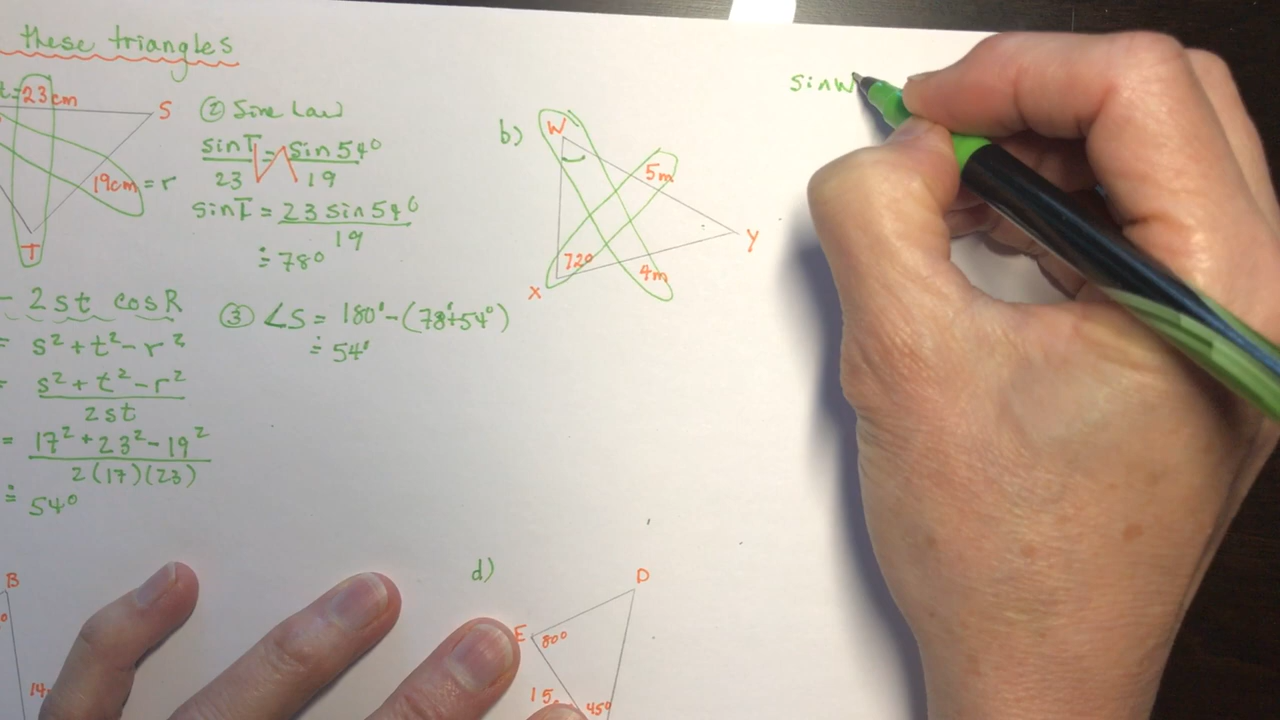 these triangles
t=23cm
S
19cm = r
T
② Sine Law
sinT = sin54°
23 19
sinT = 23 sin54°
19
≐ 78°
③ ∠S = 180° - (78°+54°)
≐ 54°
- 2st cosR
= s² + t² - r²
= s² + t² - r²
2st
= 17² + 23² - 19²
2(17)(23)
≐ 54°
b)
W
5m
Y
72°
4m
X
sinW
B
14
d)
D
E
80°
15
45°